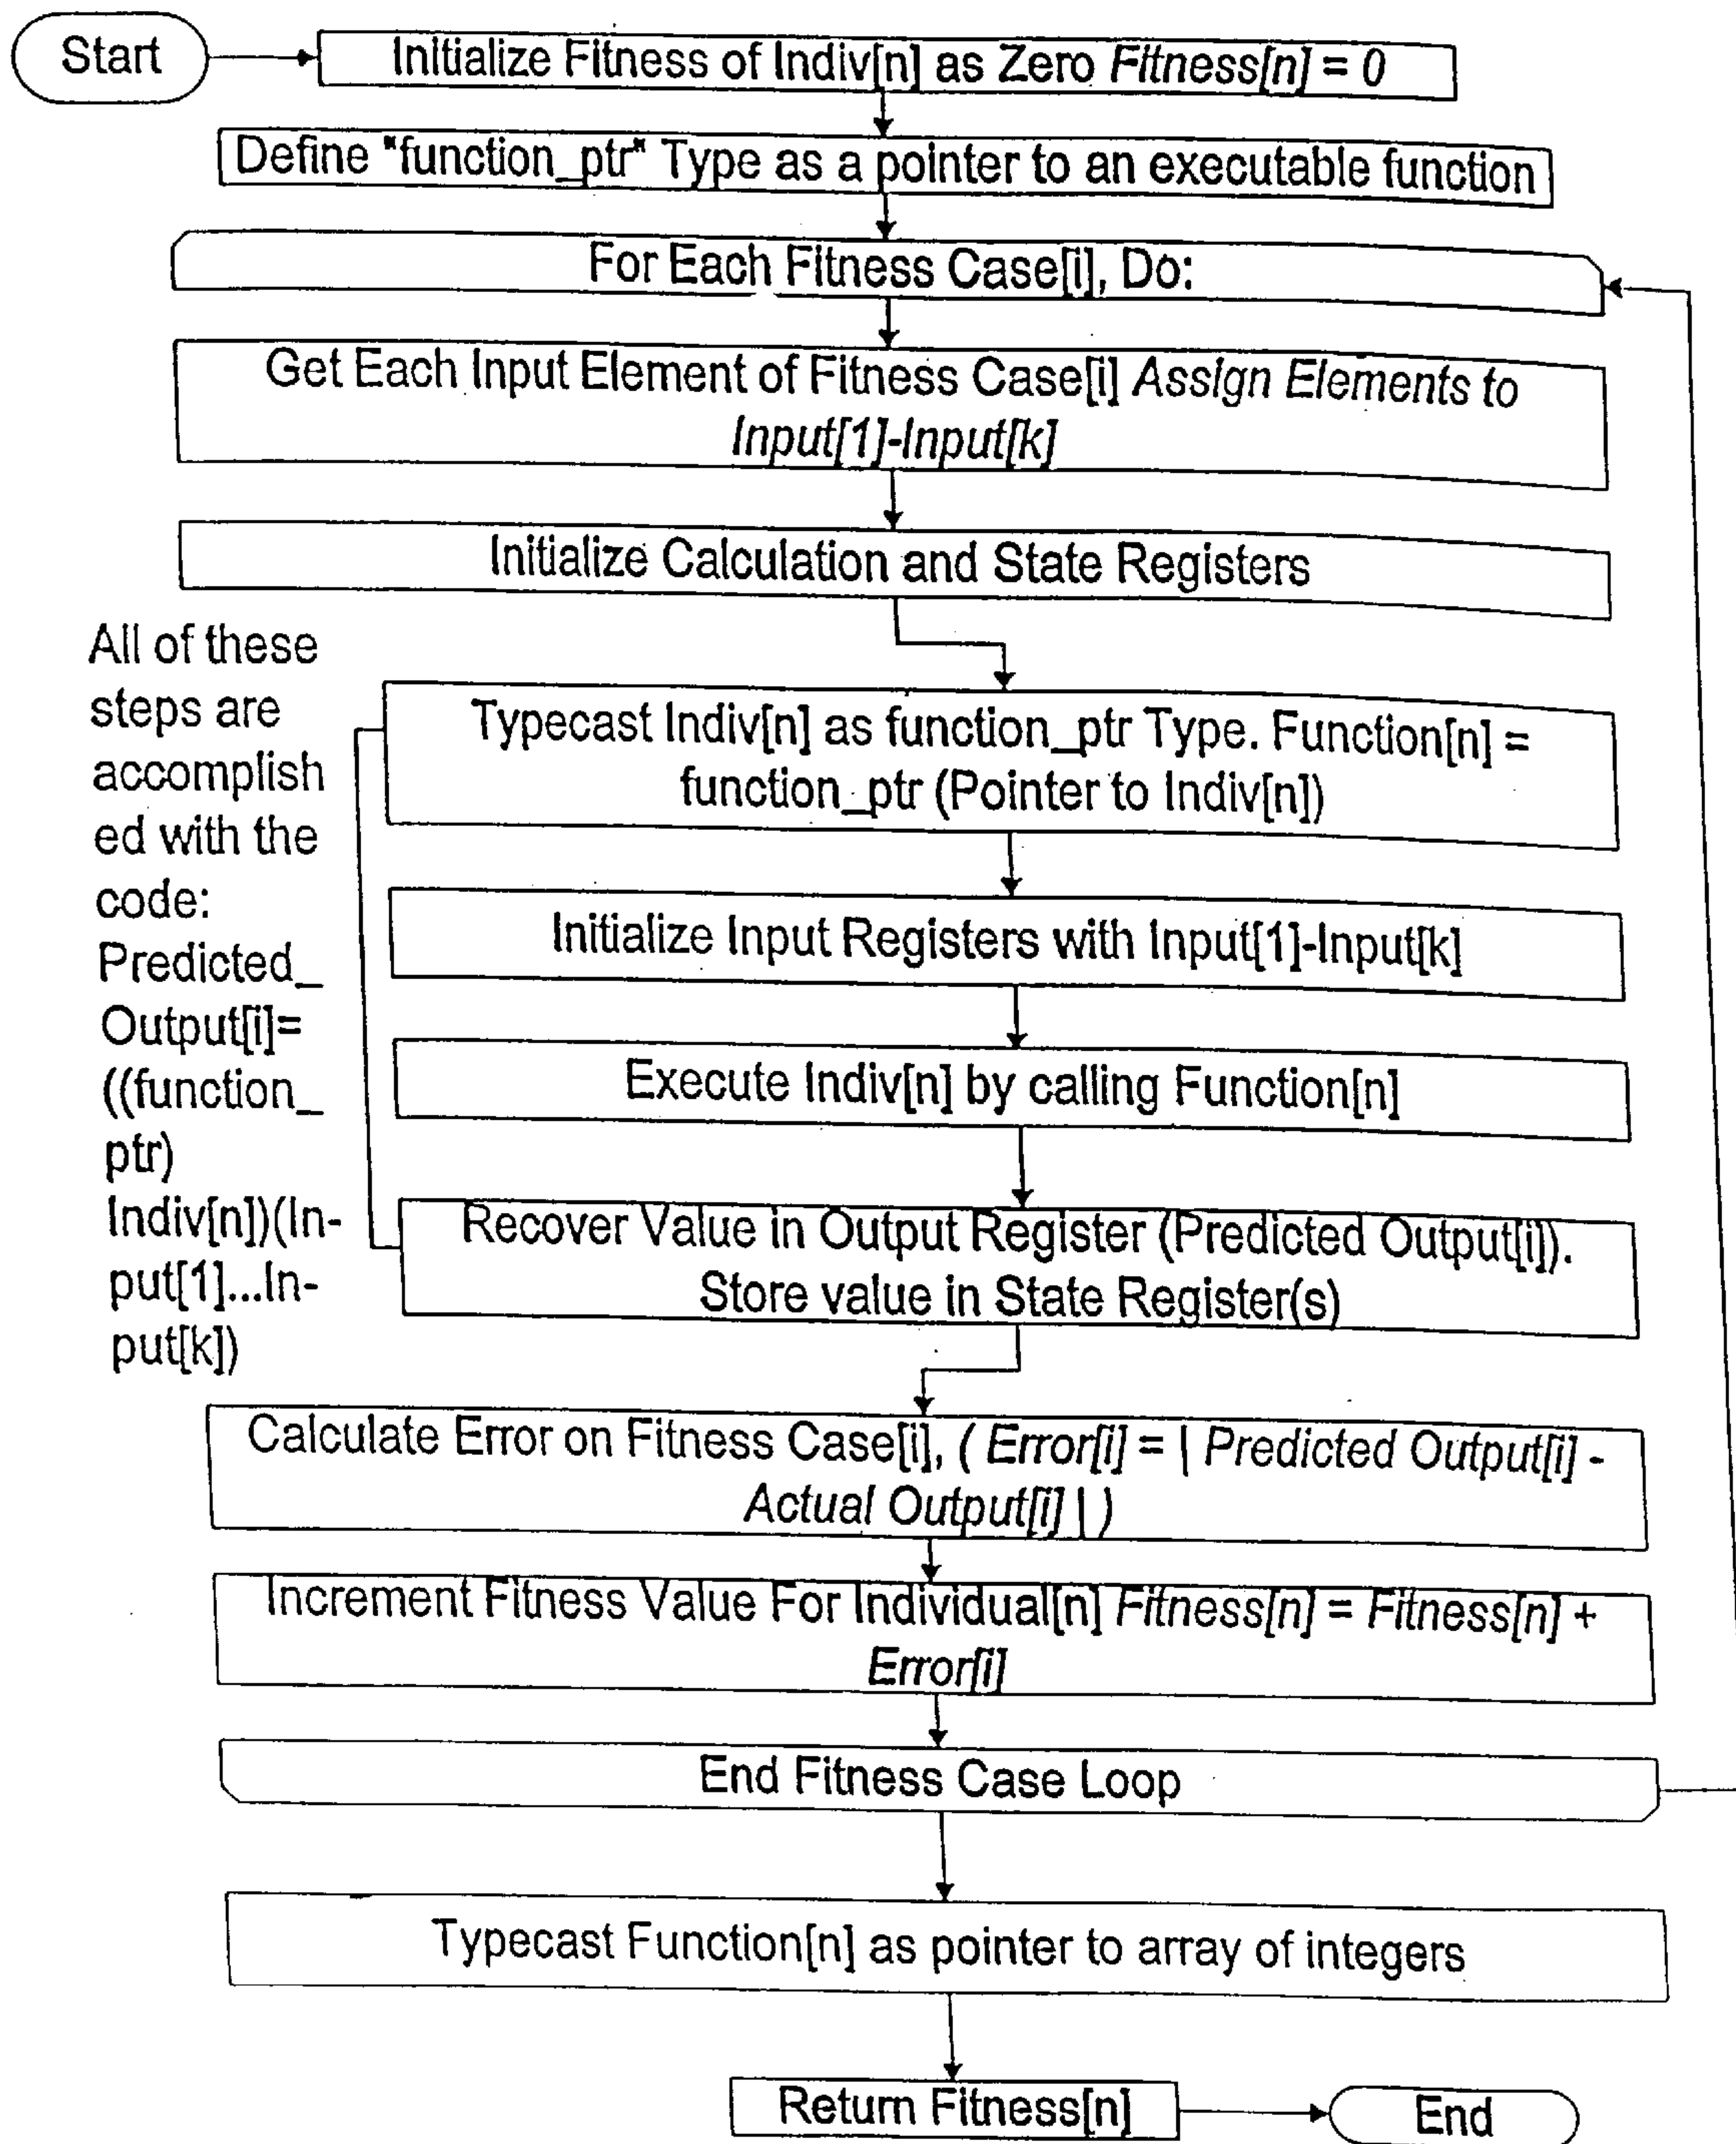 Start
Initialize Fitness of Indiv[n] as Zero Fitness[n] = 0
Define "function_ptr" Type as a pointer to an executable function
For Each Fitness Case[i], Do:
Get Each Input Element of Fitness Case[i] Assign Elements to
Input[1]-Input[k]
Initialize Calculation and State Registers
All of these
steps are
accomplish
ed with the
code:
Predicted_
Output[i]=
((function_
ptr)
Indiv[n])(In-
put[1]...In-
put[k])
Typecast Indiv[n] as function_ptr Type. Function[n] =
function_ptr (Pointer to Indiv[n])
Initialize Input Registers with Input[1]-Input[k]
Execute Indiv[n] by calling Function[n]
Recover Value in Output Register (Predicted Output[i]).
Store value in State Register(s)
Calculate Error on Fitness Case[i], ( Error[i] = | Predicted Output[i] -
Actual Output[i] | )
Increment Fitness Value For Individual[n] Fitness[n] = Fitness[n] +
Error[i]
End Fitness Case Loop
Typecast Function[n] as pointer to array of integers
Return Fitness[n]
End